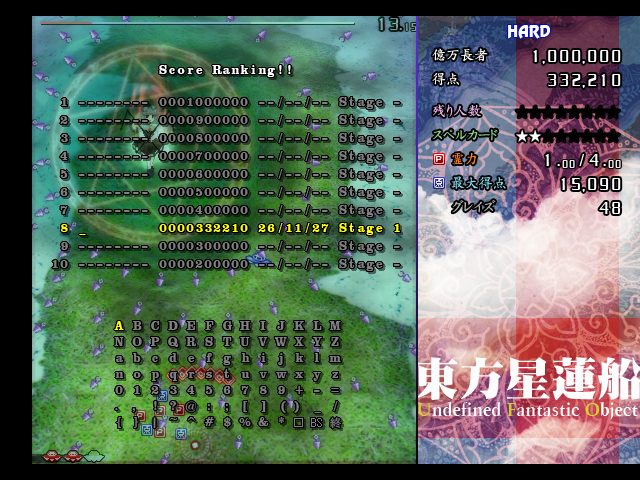 13.15
Score Ranking!!
1 -------- 0001000000 --/--/-- Stage -
2 -------- 0000900000 --/--/-- Stage -
3 -------- 0000800000 --/--/-- Stage -
4 -------- 0000700000 --/--/-- Stage -
5 -------- 0000600000 --/--/-- Stage -
6 -------- 0000500000 --/--/-- Stage -
7 -------- 0000400000 --/--/-- Stage -
8 _ 0000332210 26/11/27 Stage 1
9 -------- 0000300000 --/--/-- Stage -
10 -------- 0000200000 --/--/-- Stage -
A B C D E F G H I J K L M
N O P Q R S T U V W X Y Z
a b c d e f g h i j k l m
n o p q r s t u v w x y z
0 1 2 3 4 5 6 7 8 9 + - =
. , ! ? @ : ; [ ] ( ) _ /
{ } | ~ ^ # $ % & * □ BS 終
HARD
億万長者 1,000,000
得点 332,210
残り人数
スペルカード ★★
P 霊力 1.00/4.00
点 最大得点 15,090
グレイズ 48
東方星蓮船
Undefined Fantastic Object